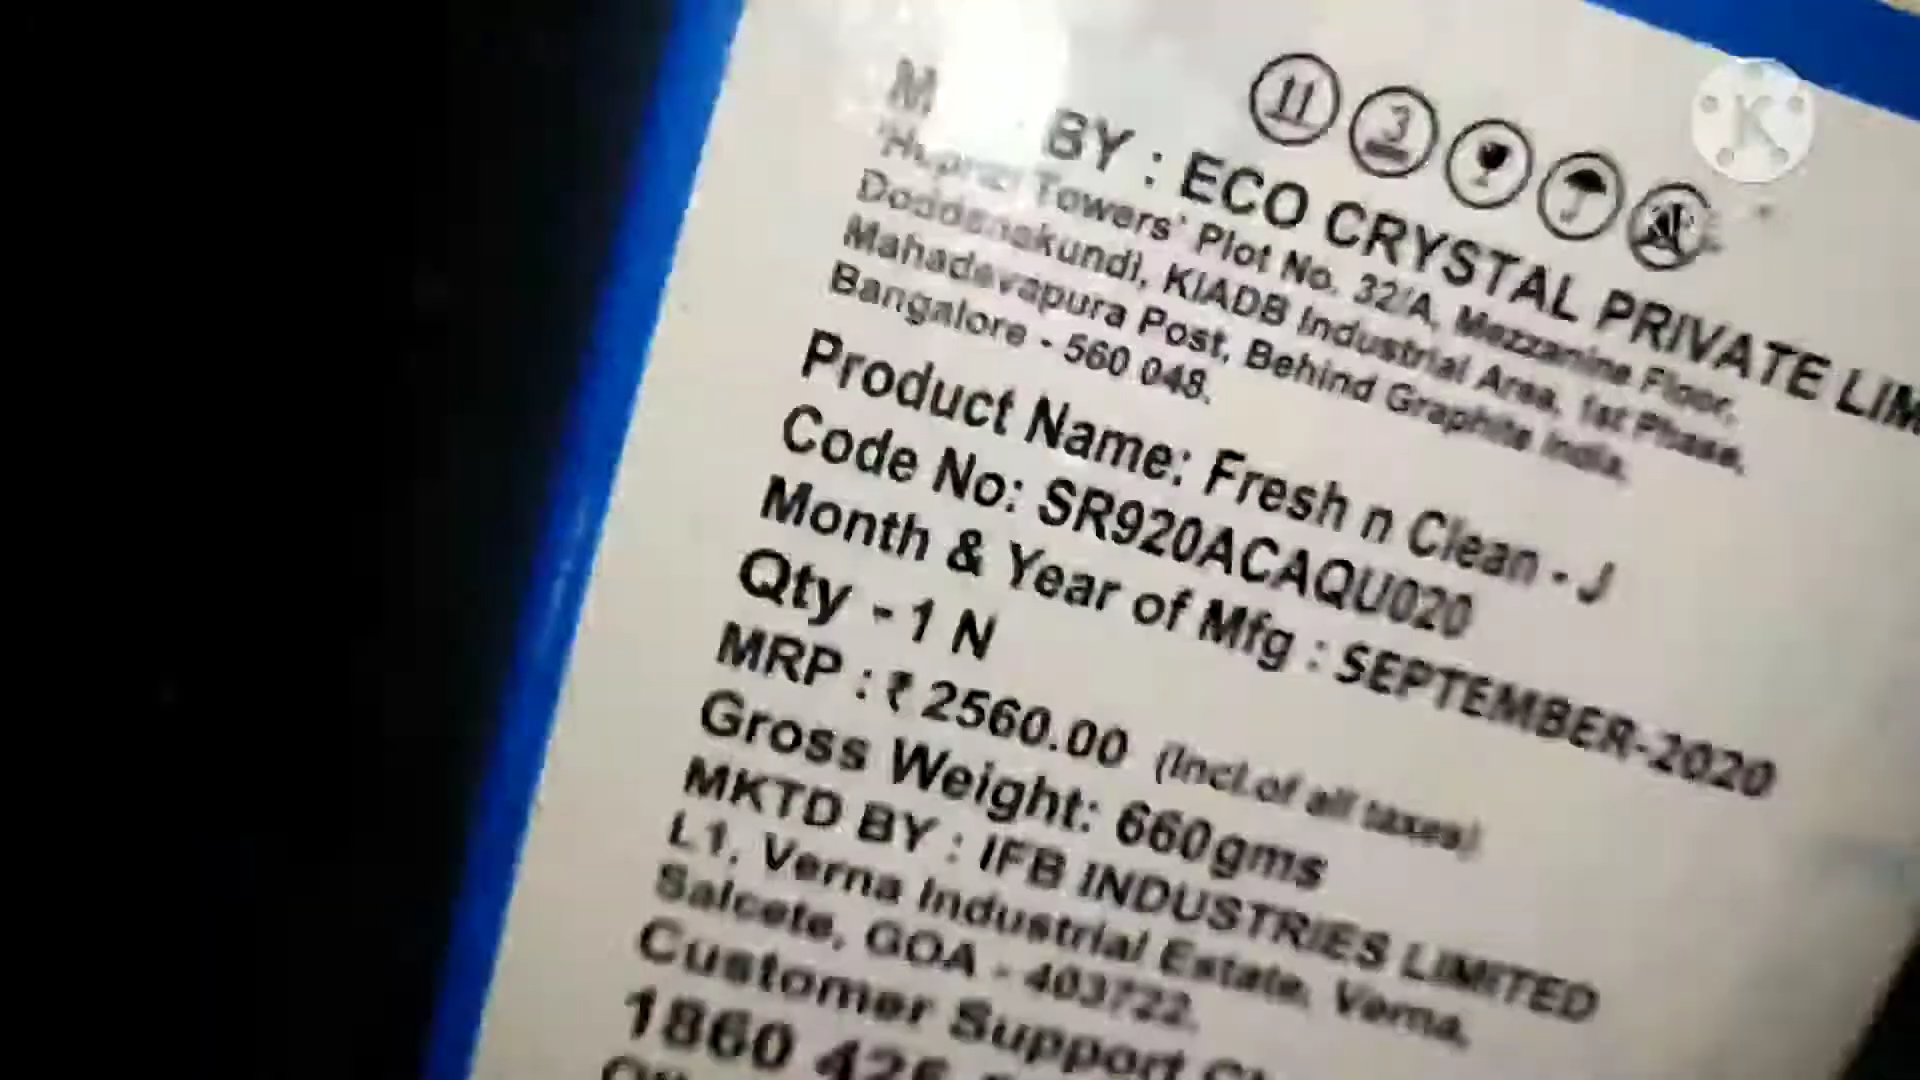 M BY : ECO CRYSTAL PRIVATE LIM
Towers' Plot No. 32/A, Mezzanine Floor,
Doddanakundi, KIADB Industrial Area, 1st Phase,
Mahadevapura Post, Behind Graphite India,
Bangalore - 560 048.
Product Name: Fresh n Clean - J
Code No: SR920ACAQU020
Month & Year of Mfg : SEPTEMBER-2020
Qty - 1 N
MRP : ₹ 2560.00 (Incl.of all taxes)
Gross Weight: 660gms
MKTD BY : IFB INDUSTRIES LIMITED
L1, Verna Industrial Estate, Verna,
Salcete, GOA - 403722.
Customer Support
1860 425